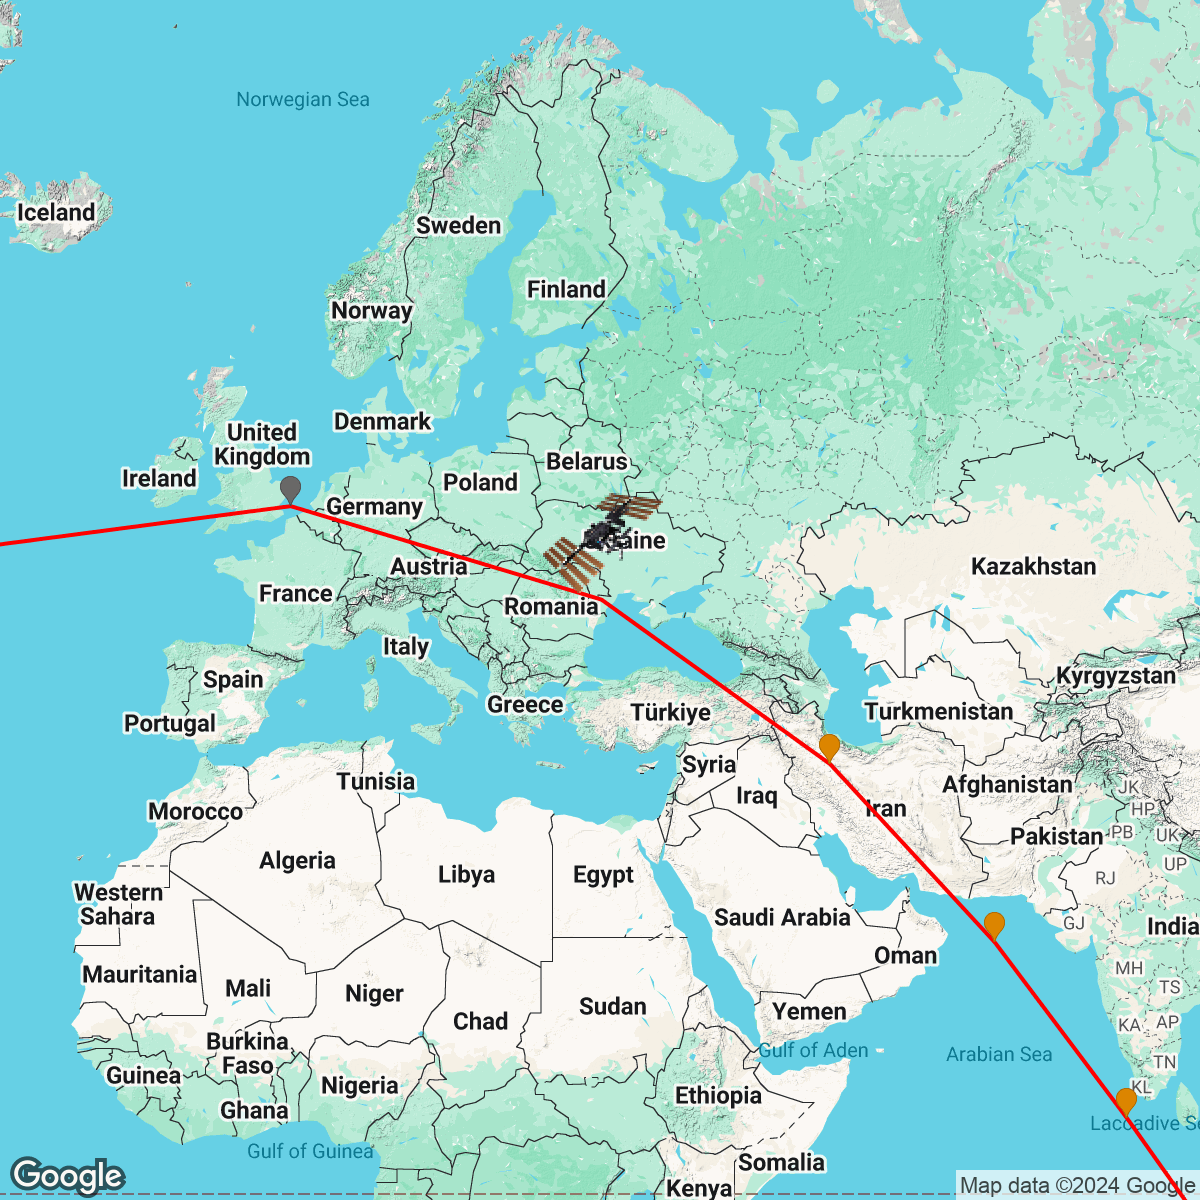 Norwegian Sea
Iceland
Sweden
Finland
Norway
Denmark
United
Kingdom
Ireland
Belarus
Poland
Germany
aine
Austria
Kazakhstan
France
Romania
Italy
Kyrgyzstan
Spain
Greece
Türkiye
Turkmenistan
Portugal
Syria
Tunisia
Afghanistan
JK
Iraq
Iran
HP
Morocco
Pakistan
PB
UK
Algeria
Libya
Egypt
UP
RJ
Western
Sahara
Saudi Arabia
GJ
India
Oman
Mauritania
Mali
Niger
MH
TS
Sudan
Yemen
Chad
KA
AP
Burkina
Faso
Gulf of Aden
Arabian Sea
TN
Guinea
Nigeria
Ethiopia
KL
Ghana
Laccadive Se
Gulf of Guinea
Somalia
Kenya
Google
Map data ©2024 Google